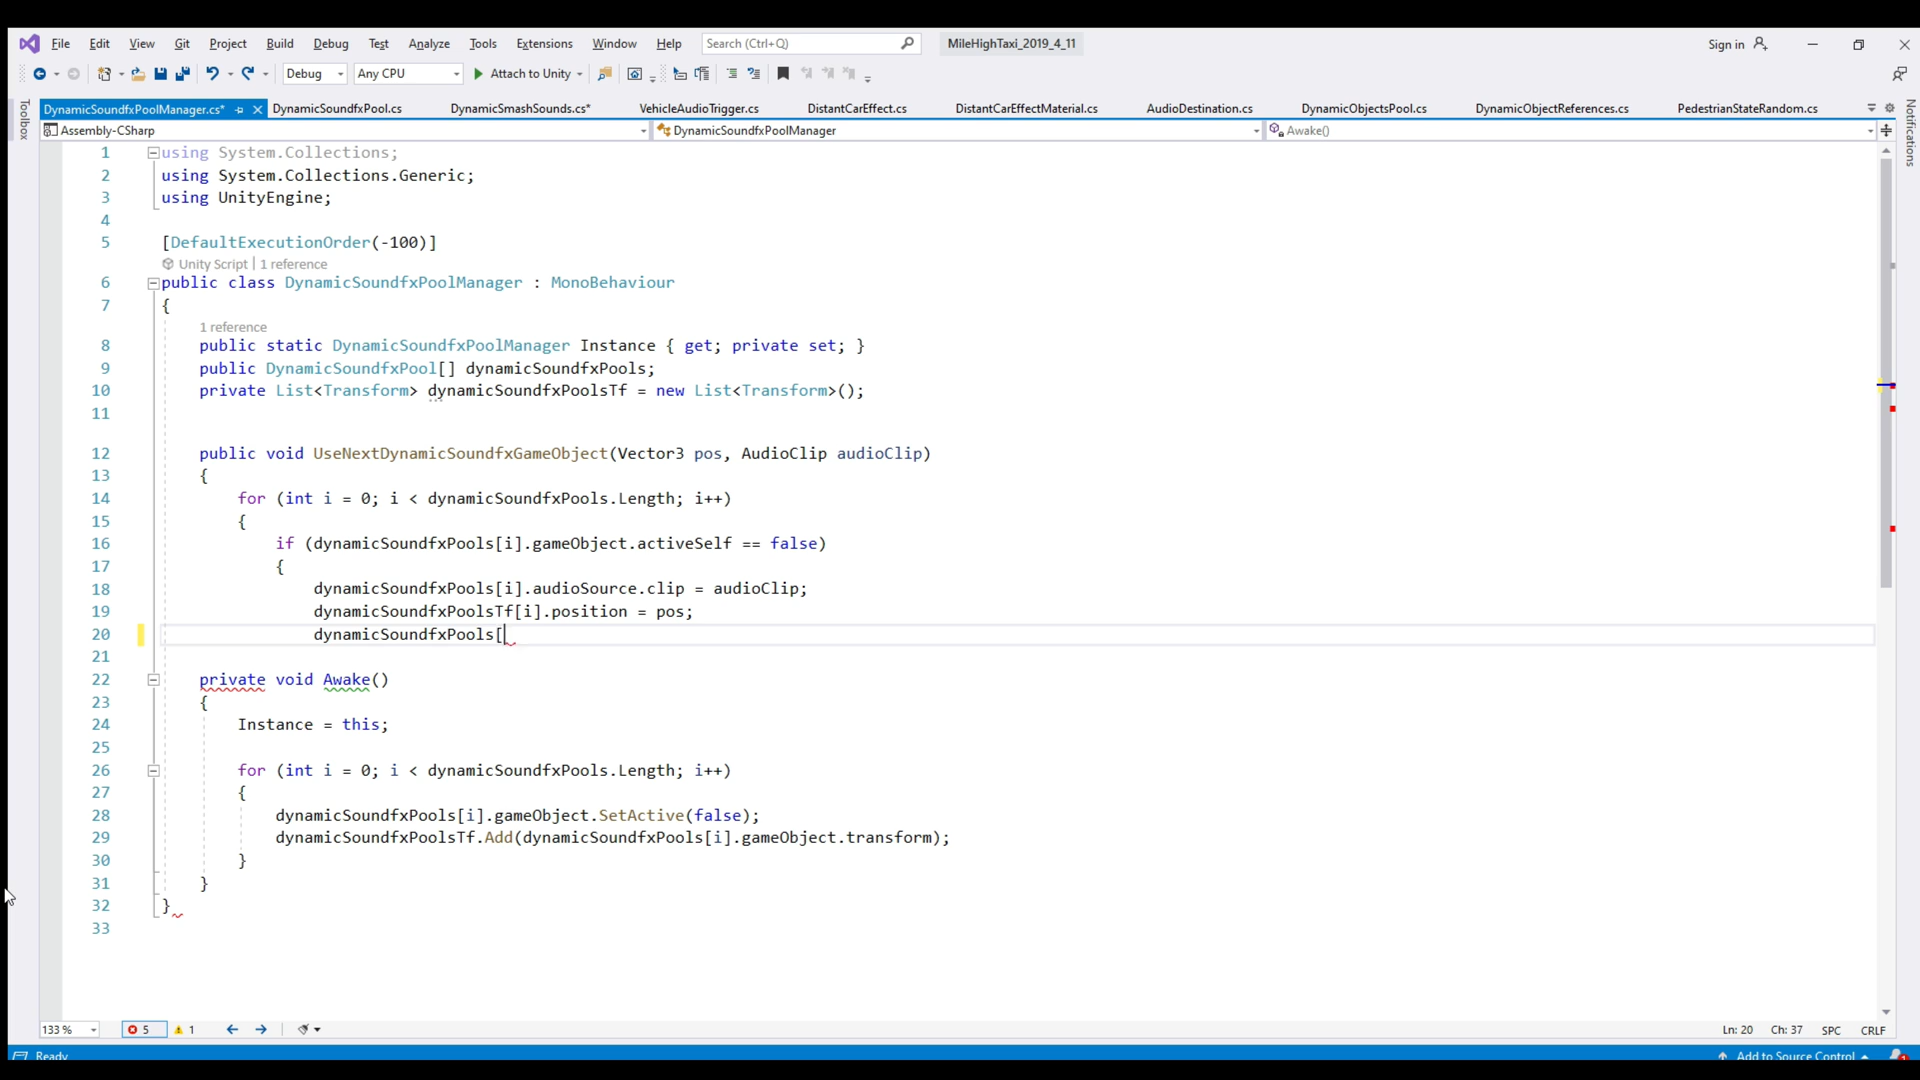 File Edit View Git Project Build Debug Test Analyze Tools Extensions Window Help Search (Ctrl+Q) MileHighTaxi_2019_4_11 Sign in
Debug Any CPU Attach to Unity
DynamicSoundfxPoolManager.cs* DynamicSoundfxPool.cs DynamicSmashSounds.cs* VehicleAudioTrigger.cs DistantCarEffect.cs DistantCarEffectMaterial.cs AudioDestination.cs DynamicObjectsPool.cs DynamicObjectReferences.cs PedestrianStateRandom.cs
Toolbox
Notifications
Assembly-CSharp DynamicSoundfxPoolManager Awake()
1 using System.Collections;
2 using System.Collections.Generic;
3 using UnityEngine;
4
5 [DefaultExecutionOrder(-100)]
Unity Script | 1 reference
6 public class DynamicSoundfxPoolManager : MonoBehaviour
7 {
1 reference
8 public static DynamicSoundfxPoolManager Instance { get; private set; }
9 public DynamicSoundfxPool[] dynamicSoundfxPools;
10 private List<Transform> dynamicSoundfxPoolsTf = new List<Transform>();
11
12 public void UseNextDynamicSoundfxGameObject(Vector3 pos, AudioClip audioClip)
13 {
14 for (int i = 0; i < dynamicSoundfxPools.Length; i++)
15 {
16 if (dynamicSoundfxPools[i].gameObject.activeSelf == false)
17 {
18 dynamicSoundfxPools[i].audioSource.clip = audioClip;
19 dynamicSoundfxPoolsTf[i].position = pos;
20 dynamicSoundfxPools[
21
22 private void Awake()
23 {
24 Instance = this;
25
26 for (int i = 0; i < dynamicSoundfxPools.Length; i++)
27 {
28 dynamicSoundfxPools[i].gameObject.SetActive(false);
29 dynamicSoundfxPoolsTf.Add(dynamicSoundfxPools[i].gameObject.transform);
30 }
31 }
32 }
33
133 % 5 1 Ln: 20 Ch: 37 SPC CRLF
Ready Add to Source Control 1